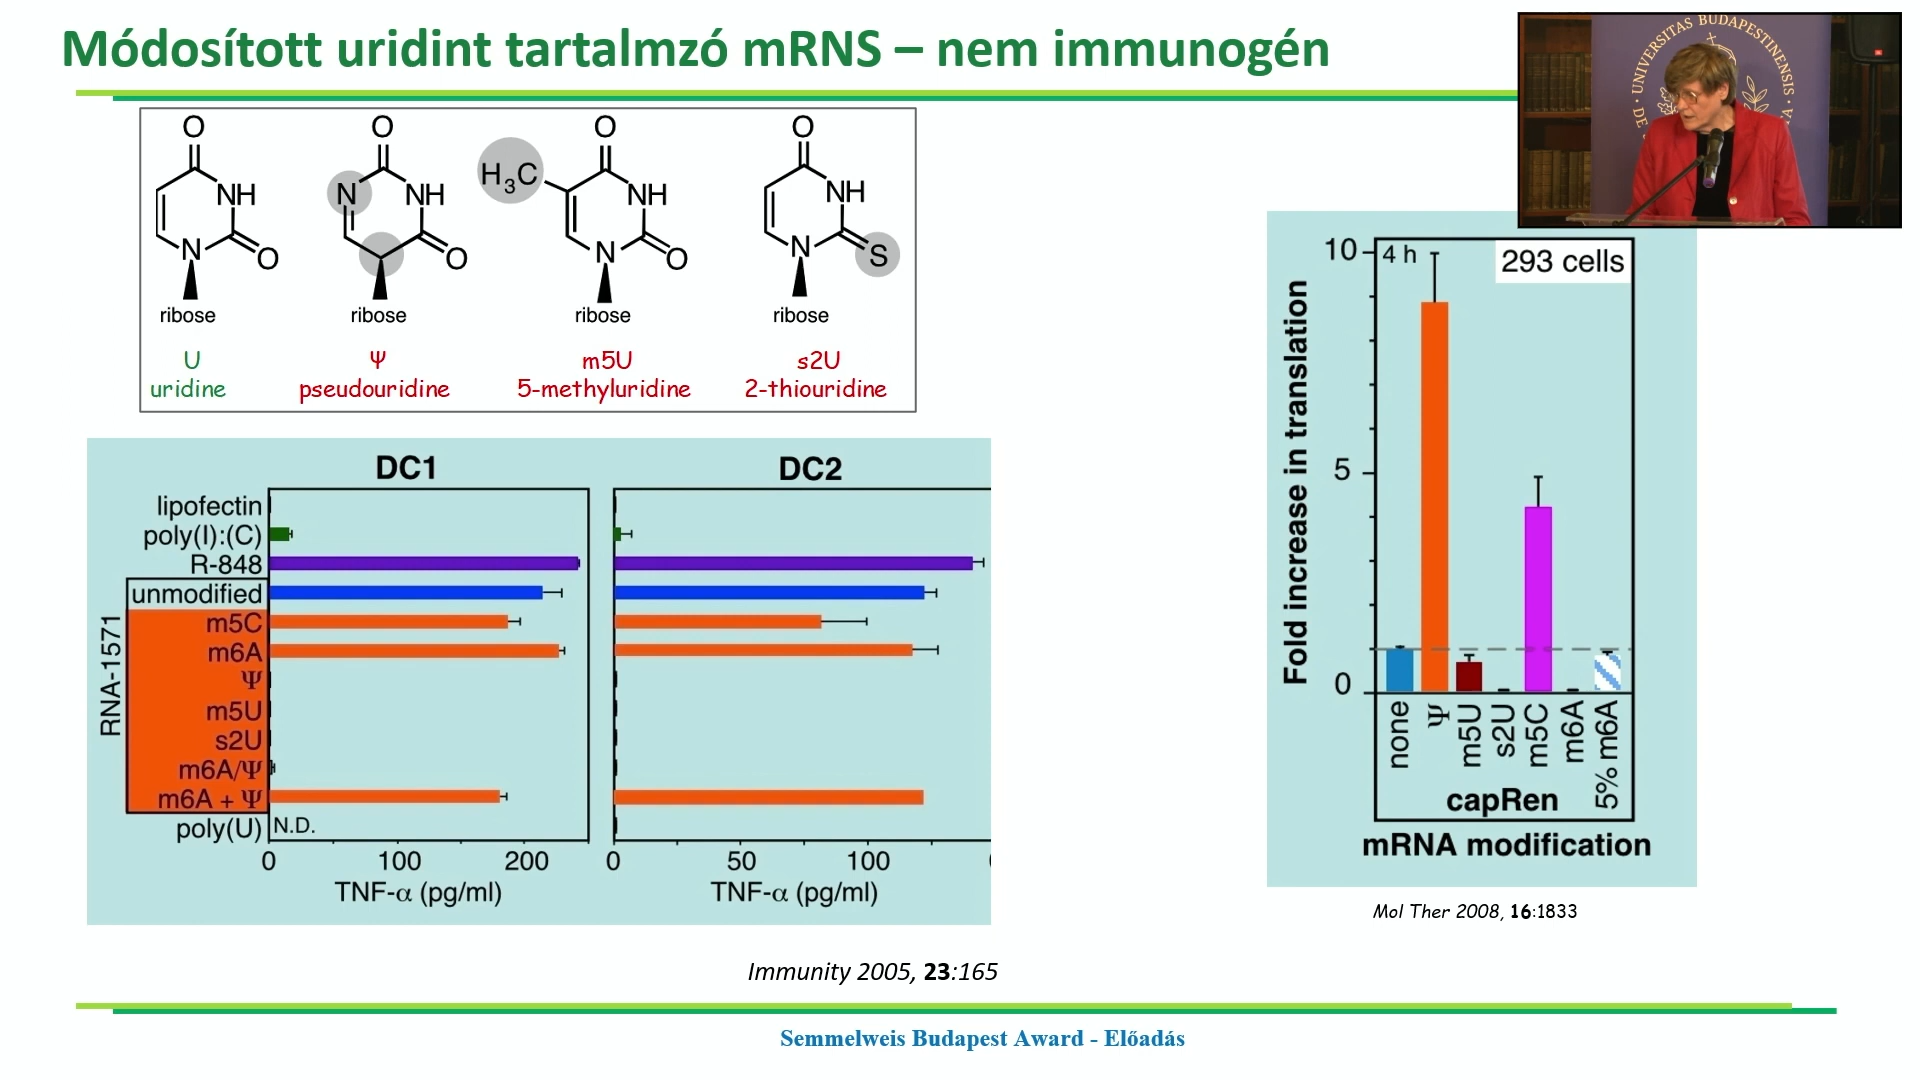 Módosított uridint tartalmzó mRNS – nem immunogén
UNIVERSITAS BUDAPESTINENSIS
DE
O O O O
N NH NH H₃C NH NH
N O O N O N S
ribose ribose ribose ribose
U Ψ m5U s2U
uridine pseudouridine 5-methyluridine 2-thiouridine
DC1 DC2
lipofectin
poly(I):(C)
R-848
unmodified
RNA-1571
m5C
m6A
Ψ
m5U
s2U
m6A/Ψ
m6A + Ψ
poly(U) N.D.
0 100 200 0 50 100
TNF-α (pg/ml) TNF-α (pg/ml)
Immunity 2005, 23:165
Fold increase in translation
10 4 h 293 cells
5
0
none Ψ m5U s2U m5C m6A 5% m6A
capRen
mRNA modification
Mol Ther 2008, 16:1833
Semmelweis Budapest Award - Előadás